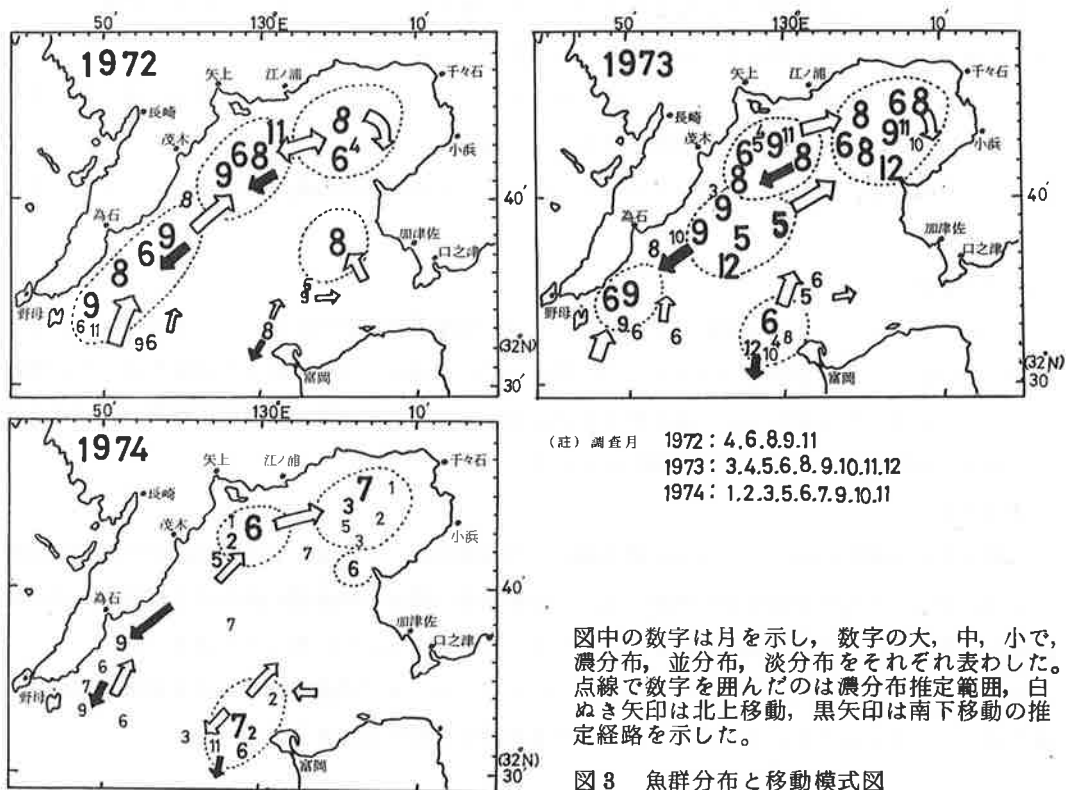 50′ 130°E 10′
1972
矢上 江ノ浦 千々石
長崎
茂木 小浜
11 8
6 8 6 4
9
8 40′
為石
9 加津佐
6 8 口之津
8
9 5
9
6 11 野母
9 6 8 (32°N)
富岡 30′
50′ 130°E 10′
1973
矢上 江ノ浦 千々石
長崎
茂木 小浜
4 5 9 11 8 6 8
6 8 6 9 11 10
8 8 12
3 40′
9 5
為石
9 5 加津佐
8 10 12 口之津
6
6 9 5
野母 6
9 6 6 4 8
12 10 (32°N)
富岡 30′
50′ 130°E 10′
1974
矢上 江ノ浦 千々石
長崎
茂木 7 1
1 6 3
2 5 2 小浜
5 7 3
6
40′
為石 7
9 加津佐
6 口之津
野母 7 2
9 6 7 2
3 11 6 (32°N)
富岡 30′
(註) 調査月 1972: 4.6.8.9.11
1973: 3.4.5.6.8.9.10.11.12
1974: 1.2.3.5.6.7.9.10.11
図中の数字は月を示し,数字の大,中,小で,
濃分布,並分布,淡分布をそれぞれ表わした。
点線で数字を囲んだのは濃分布推定範囲,白
ぬき矢印は北上移動,黒矢印は南下移動の推
定経路を示した。
図3 魚群分布と移動模式図